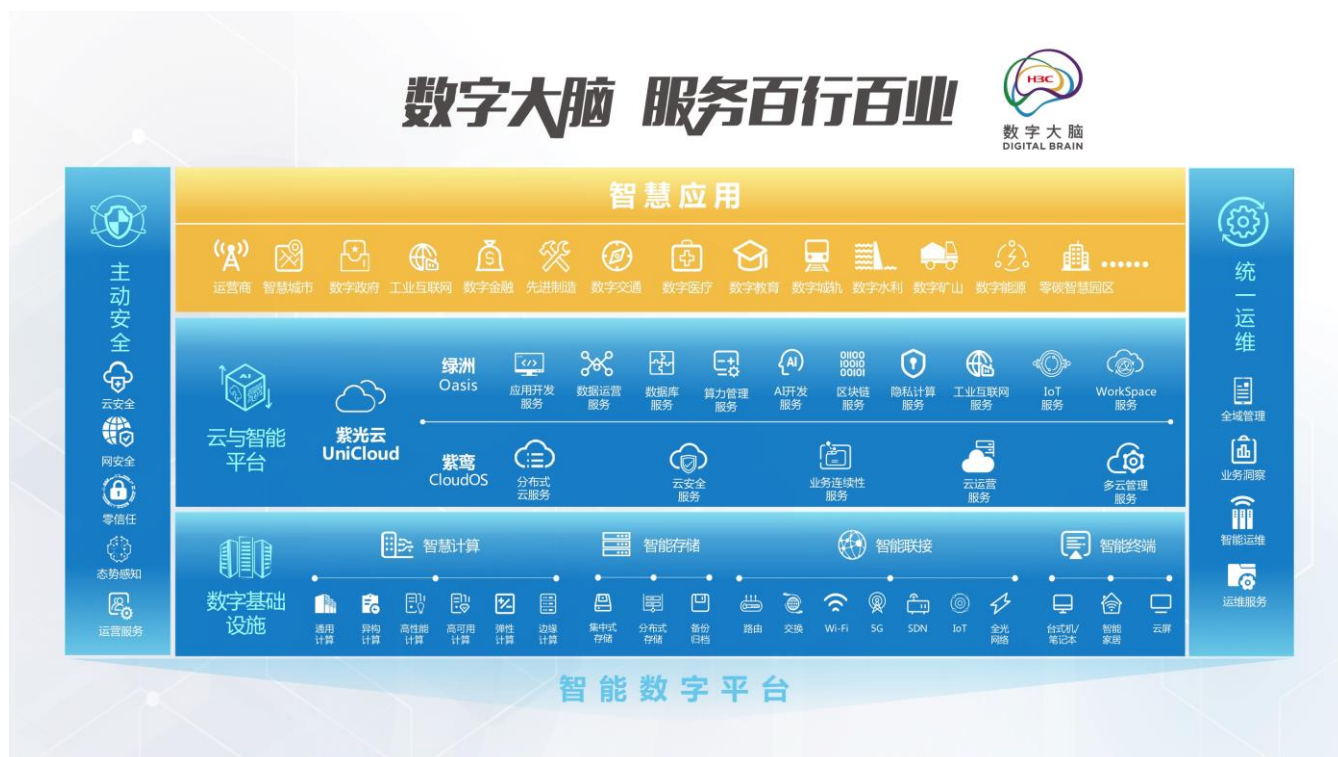 数字大脑 服务百行百业
H3C
数字大脑
DIGITAL BRAIN
主动安全
云安全
网安全
零信任
态势感知
运营服务
智慧应用
运营商
智慧城市
数字政府
工业互联网
数字金融
先进制造
数字交通
数字医疗
数字教育
数字城轨
数字水利
数字矿山
数字能源
零碳智慧园区
......
AI
云与智能
平台
紫光云
UniCloud
绿洲
Oasis
应用开发
服务
数据运营
服务
数据库
服务
算力管理
服务
AI
AI开发
服务
01100
10010
00101
区块链
服务
隐私计算
服务
工业互联网
服务
IoT
服务
WorkSpace
服务
紫鸾
CloudOS
分布式
云服务
云安全
服务
业务连续性
服务
云运营
服务
多云管理
服务
数字基础
设施
智慧计算
通用
计算
异构
计算
高性能
计算
高可用
计算
弹性
计算
边缘
计算
智能存储
集中式
存储
分布式
存储
备份
归档
智能联接
路由
交换
Wi-Fi
5G
SDN
IoT
全光
网络
智能终端
台式机/
笔记本
智能
家居
云屏
统一运维
全域管理
业务洞察
智能运维
运维服务
智能数字平台